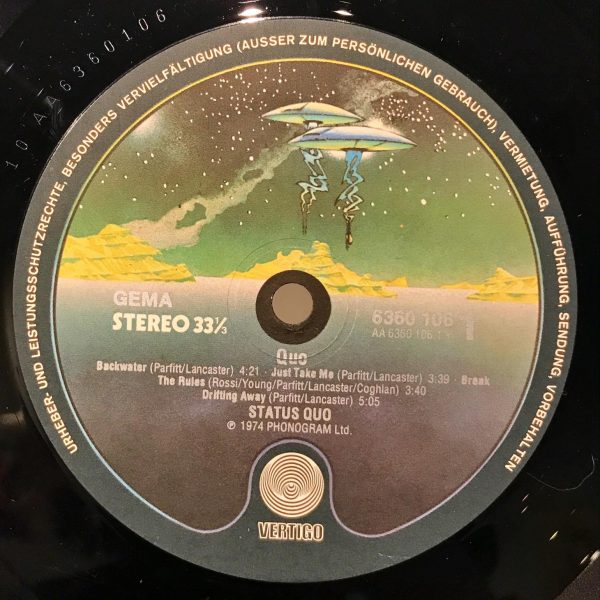 10 AA6360106
URHEBER- UND LEISTUNGSSCHUTZRECHTE, BESONDERS VERVIELFÄLTIGUNG (AUSSER ZUM PERSÖNLICHEN GEBRAUCH), VERMIETUNG, AUFFÜHRUNG, SENDUNG, VORBEHALTEN
GEMA
STEREO 33⅓
6360 106 1
AA 6360 106.1 Y
Quo
Backwater (Parfitt/Lancaster) 4:21 · Just Take Me (Parfitt/Lancaster) 3:39 · Break
The Rules (Rossi/Young/Parfitt/Lancaster/Coghlan) 3:40
Drifting Away (Parfitt/Lancaster) 5:05
STATUS QUO
℗ 1974 PHONOGRAM Ltd.
VERTIGO